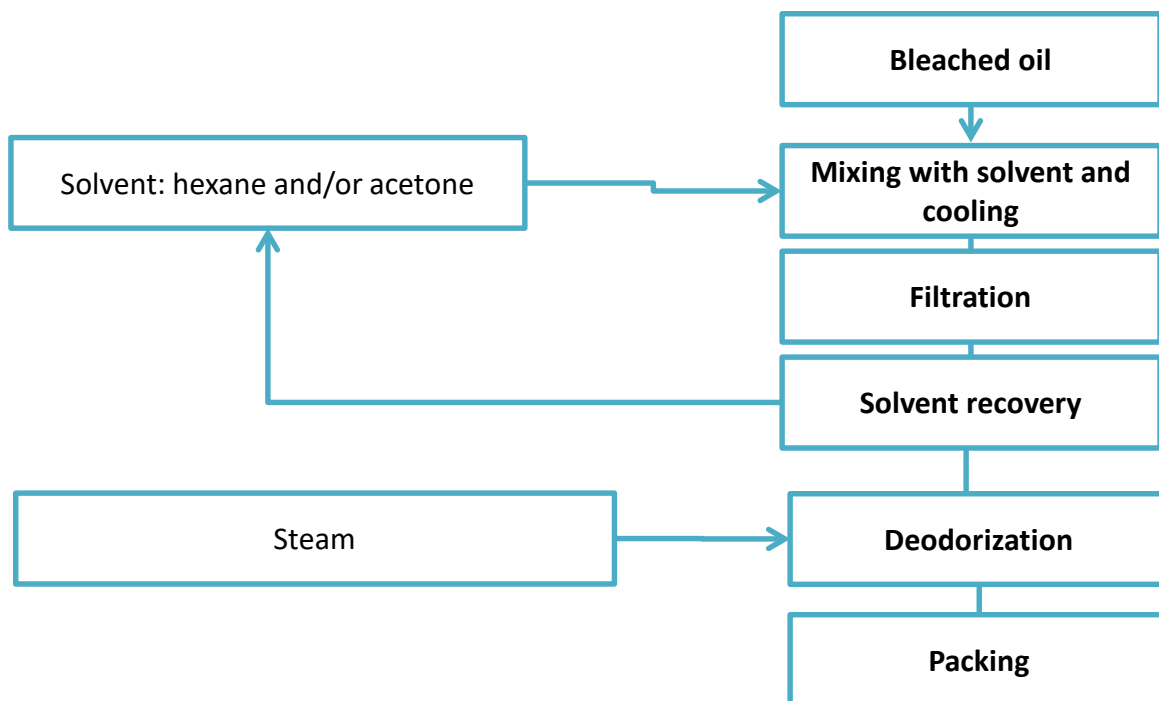 Bleached oil
Solvent: hexane and/or acetone
Mixing with solvent and
cooling
Filtration
Solvent recovery
Steam
Deodorization
Packing